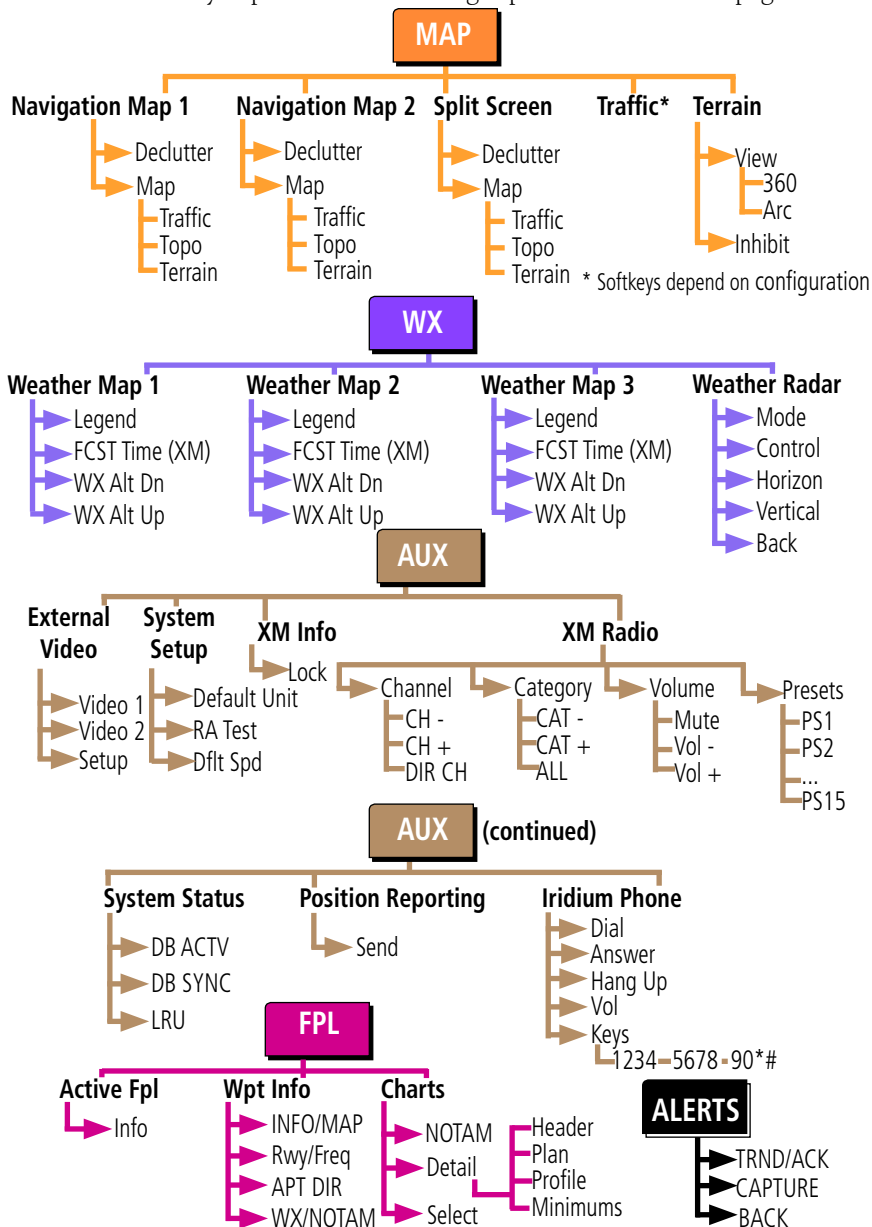 MAP
Navigation Map 1
Declutter
Map
Traffic
Topo
Terrain
Navigation Map 2
Declutter
Map
Traffic
Topo
Terrain
Split Screen
Declutter
Map
Traffic
Topo
Terrain
Traffic*
Terrain
View
360
Arc
Inhibit
* Softkeys depend on configuration
WX
Weather Map 1
Legend
FCST Time (XM)
WX Alt Dn
WX Alt Up
Weather Map 2
Legend
FCST Time (XM)
WX Alt Dn
WX Alt Up
Weather Map 3
Legend
FCST Time (XM)
WX Alt Dn
WX Alt Up
Weather Radar
Mode
Control
Horizon
Vertical
Back
AUX
External
Video
Video 1
Video 2
Setup
System
Setup
Default Unit
RA Test
Dflt Spd
XM Info
Lock
XM Radio
Channel
CH -
CH +
DIR CH
Category
CAT -
CAT +
ALL
Volume
Mute
Vol -
Vol +
Presets
PS1
PS2
...
PS15
AUX (continued)
System Status
DB ACTV
DB SYNC
LRU
Position Reporting
Send
Iridium Phone
Dial
Answer
Hang Up
Vol
Keys
1234 5678 90*#
FPL
Active Fpl
Info
Wpt Info
INFO/MAP
Rwy/Freq
APT DIR
WX/NOTAM
Charts
NOTAM
Detail
Header
Plan
Profile
Minimums
Select
ALERTS
TRND/ACK
CAPTURE
BACK